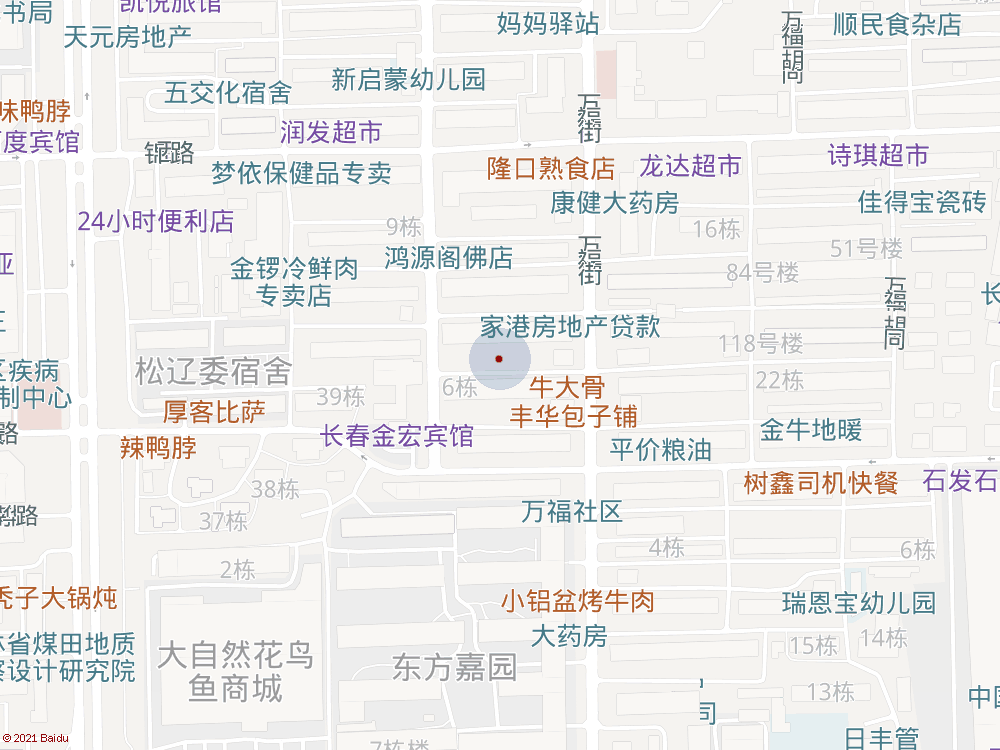 书局
凯悦旅馆
天元房地产
妈妈驿站
万福胡同
顺民食杂店
五交化宿舍
新启蒙幼儿园
味鸭脖
度宾馆
万福街
润发超市
路
梦依保健品专卖
隆口熟食店
龙达超市
诗琪超市
康健大药房
佳得宝瓷砖
24小时便利店
9栋
16栋
51号楼
鸿源阁佛店
万福街
金锣冷鲜肉
专卖店
84号楼
亚
万福胡同
长
家港房地产贷款
118号楼
松辽委宿舍
区疾病
制中心
6栋
牛大骨
22栋
39栋
厚客比萨
丰华包子铺
长春金宏宾馆
金牛地暖
路
辣鸭脖
平价粮油
树鑫司机快餐
石发石
38栋
37栋
万福社区
路
4栋
6栋
2栋
秃子大锅炖
小铝盆烤牛肉
瑞恩宝幼儿园
林省煤田地质
察设计研究院
大自然花鸟
鱼商城
大药房
东方嘉园
15栋
14栋
13栋
中国
司
日丰管
7栋楼
© 2021 Baidu